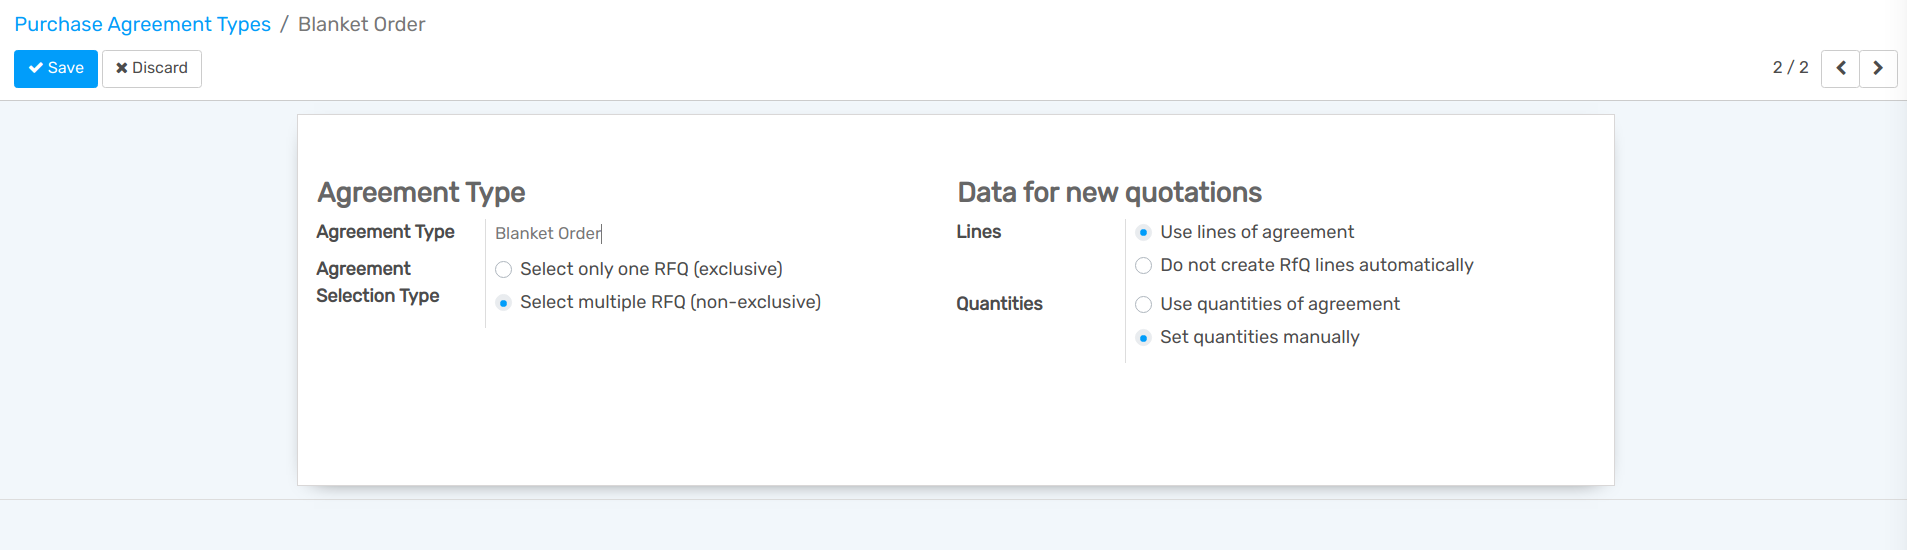 Purchase Agreement Types / Blanket Order
Save Discard 2 / 2
Agreement Type
Agreement Type Blanket Order
Agreement Selection Type
Select only one RFQ (exclusive)
Select multiple RFQ (non-exclusive)
Data for new quotations
Lines
Use lines of agreement
Do not create RfQ lines automatically
Quantities
Use quantities of agreement
Set quantities manually